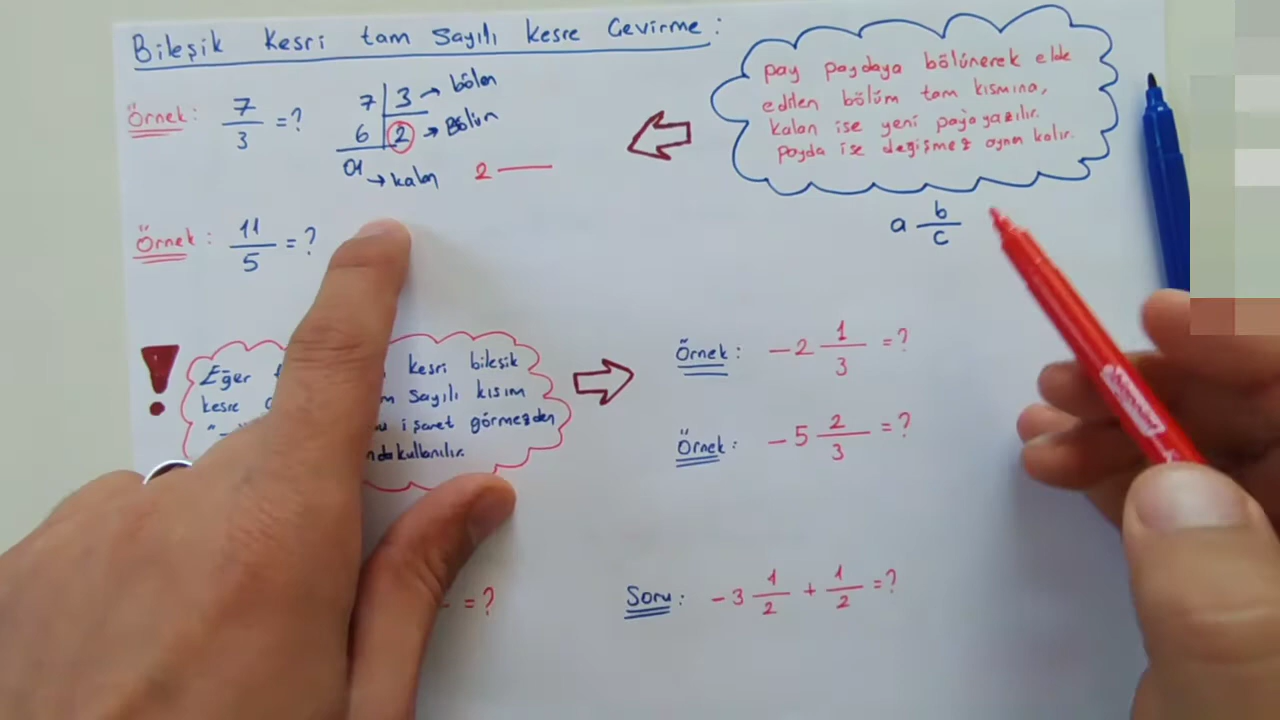 Bileşik Kesri tam Sayılı kesre Çevirme:
pay paydaya bölünerek elde
edilen bölüm tam kısmına,
kalan ise yeni paya yazılır.
payda ise değişmez aynı kalır.
a b/c
Örnek: 7/3 = ?
7 3 → bölen
6 2 → Bölüm
01 → kalan
2
Örnek: 11/5 = ?
! Eğer kesri bileşik
kesre Sayılı kısım
işaret görmezden
kullanılır.
Örnek: -2 1/3 = ?
Örnek: -5 2/3 = ?
= ?
Soru: -3 1/2 + 1/2 = ?